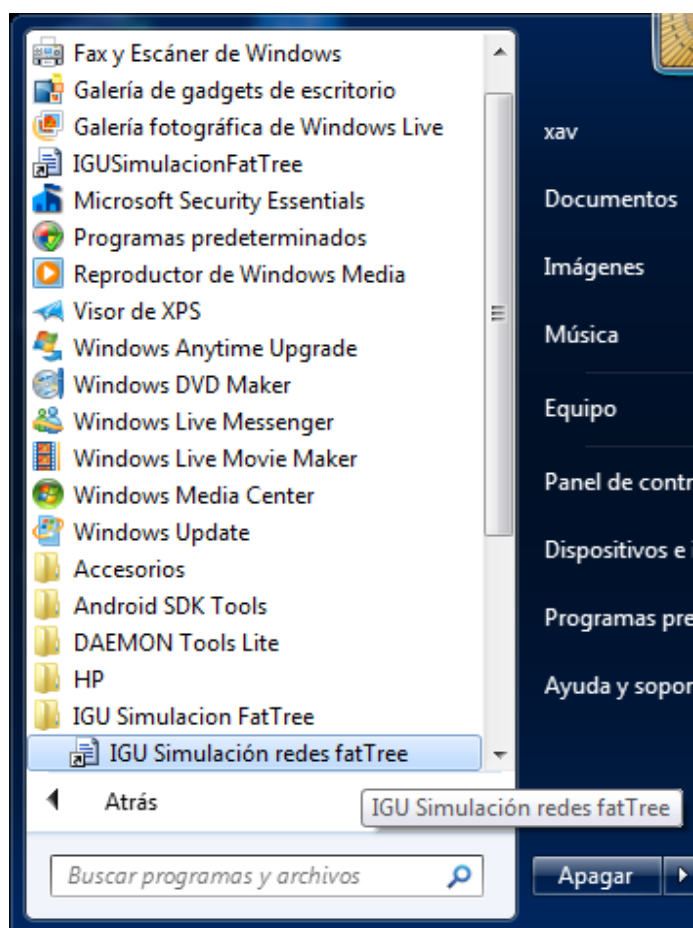 Fax y Escáner de Windows
Galería de gadgets de escritorio
Galería fotográfica de Windows Live
IGUSimulacionFatTree
Microsoft Security Essentials
Programas predeterminados
Reproductor de Windows Media
Visor de XPS
Windows Anytime Upgrade
Windows DVD Maker
Windows Live Messenger
Windows Live Movie Maker
Windows Media Center
Windows Update
Accesorios
Android SDK Tools
DAEMON Tools Lite
HP
IGU Simulacion FatTree
IGU Simulación redes fatTree
Atrás
IGU Simulación redes fatTree
Buscar programas y archivos
xav
Documentos
Imágenes
Música
Equipo
Panel de contr
Dispositivos e i
Programas pre
Ayuda y sopor
Apagar